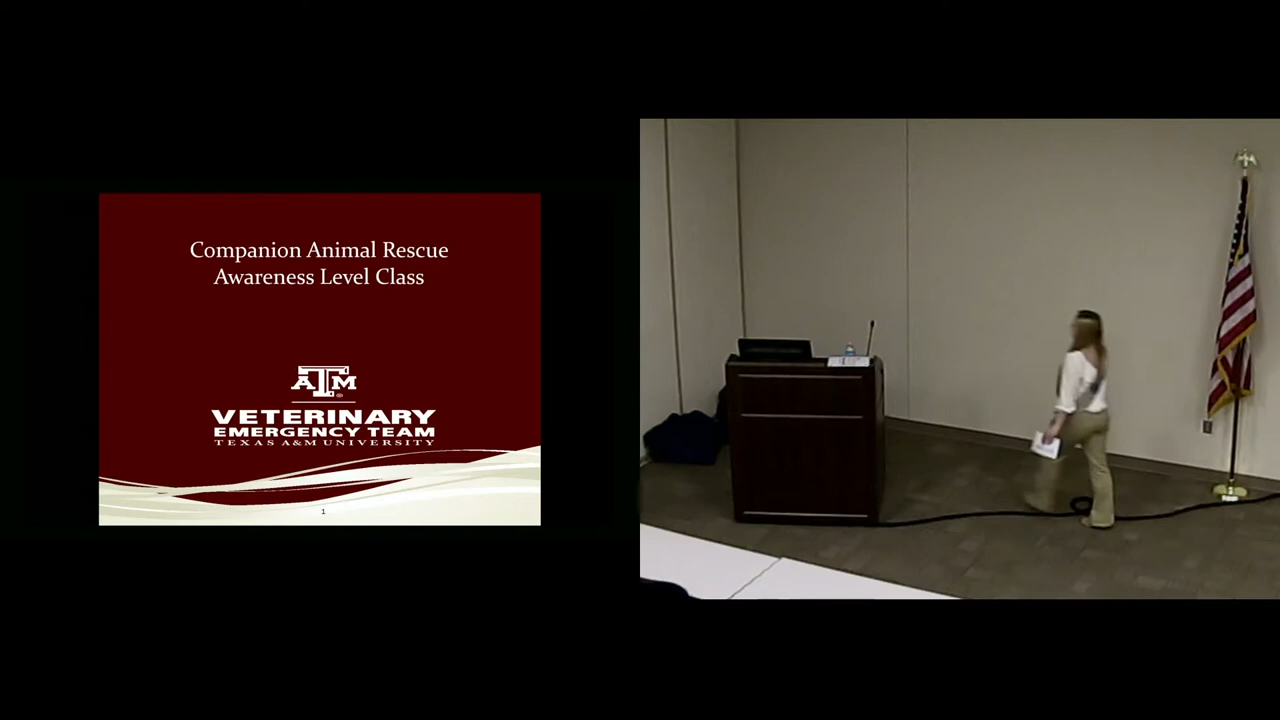 Companion Animal Rescue
Awareness Level Class
ATM
VETERINARY
EMERGENCY TEAM
TEXAS A&M UNIVERSITY
1